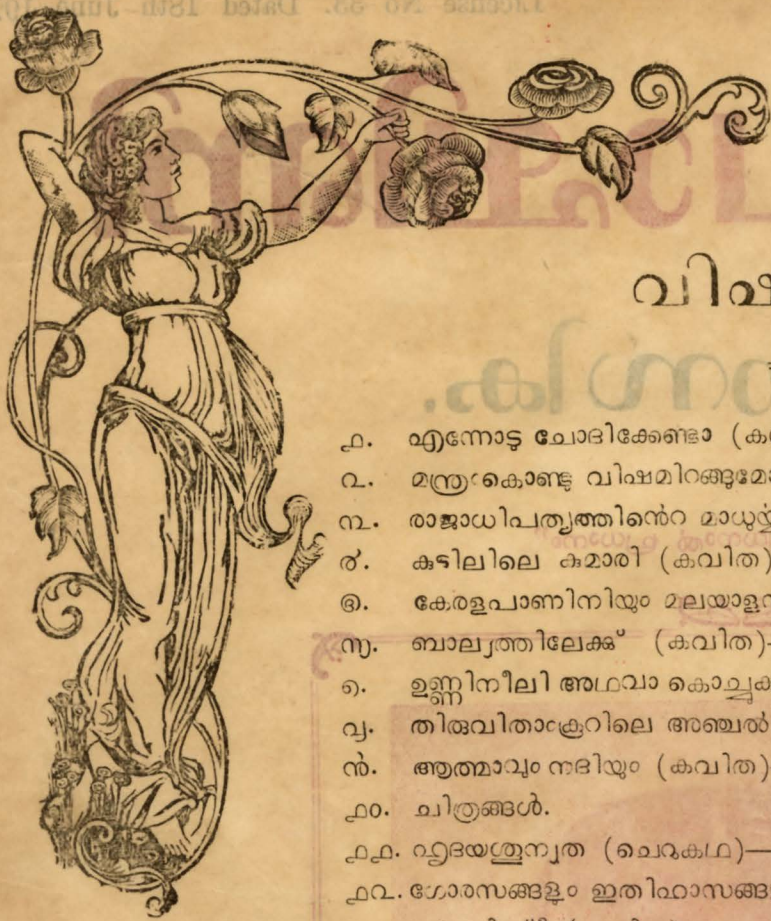 വിഷ
൧. എന്നോടു ചോദിക്കേണ്ടാ (ക
൨. മന്ത്രംകൊണ്ടു വിഷമിറങ്ങുമോ
൩. രാജാധിപത്യത്തിൻെറ മാധുൎയ്യ
൪. കുടിലിലെ കുമാരി (കവിത)
൫. കേരളപാണിനിയും മലയാള
൬. ബാല്യത്തിലേക്കു് (കവിത)—
൭. ഉണ്ണിനീലി അഥവാ കൊച്ചുക
൮. തിരുവിതാംകൂറിലെ അഞ്ചൽ
൯. ആത്മാവും നദിയും (കവിത)
൧൦. ചിത്രങ്ങൾ.
൧൧. ഹൃദയശൂന്യത (ചെറുകഥ)—
൧൨. ഗോരസങ്ങളും ഇതിഹാസങ്ങ